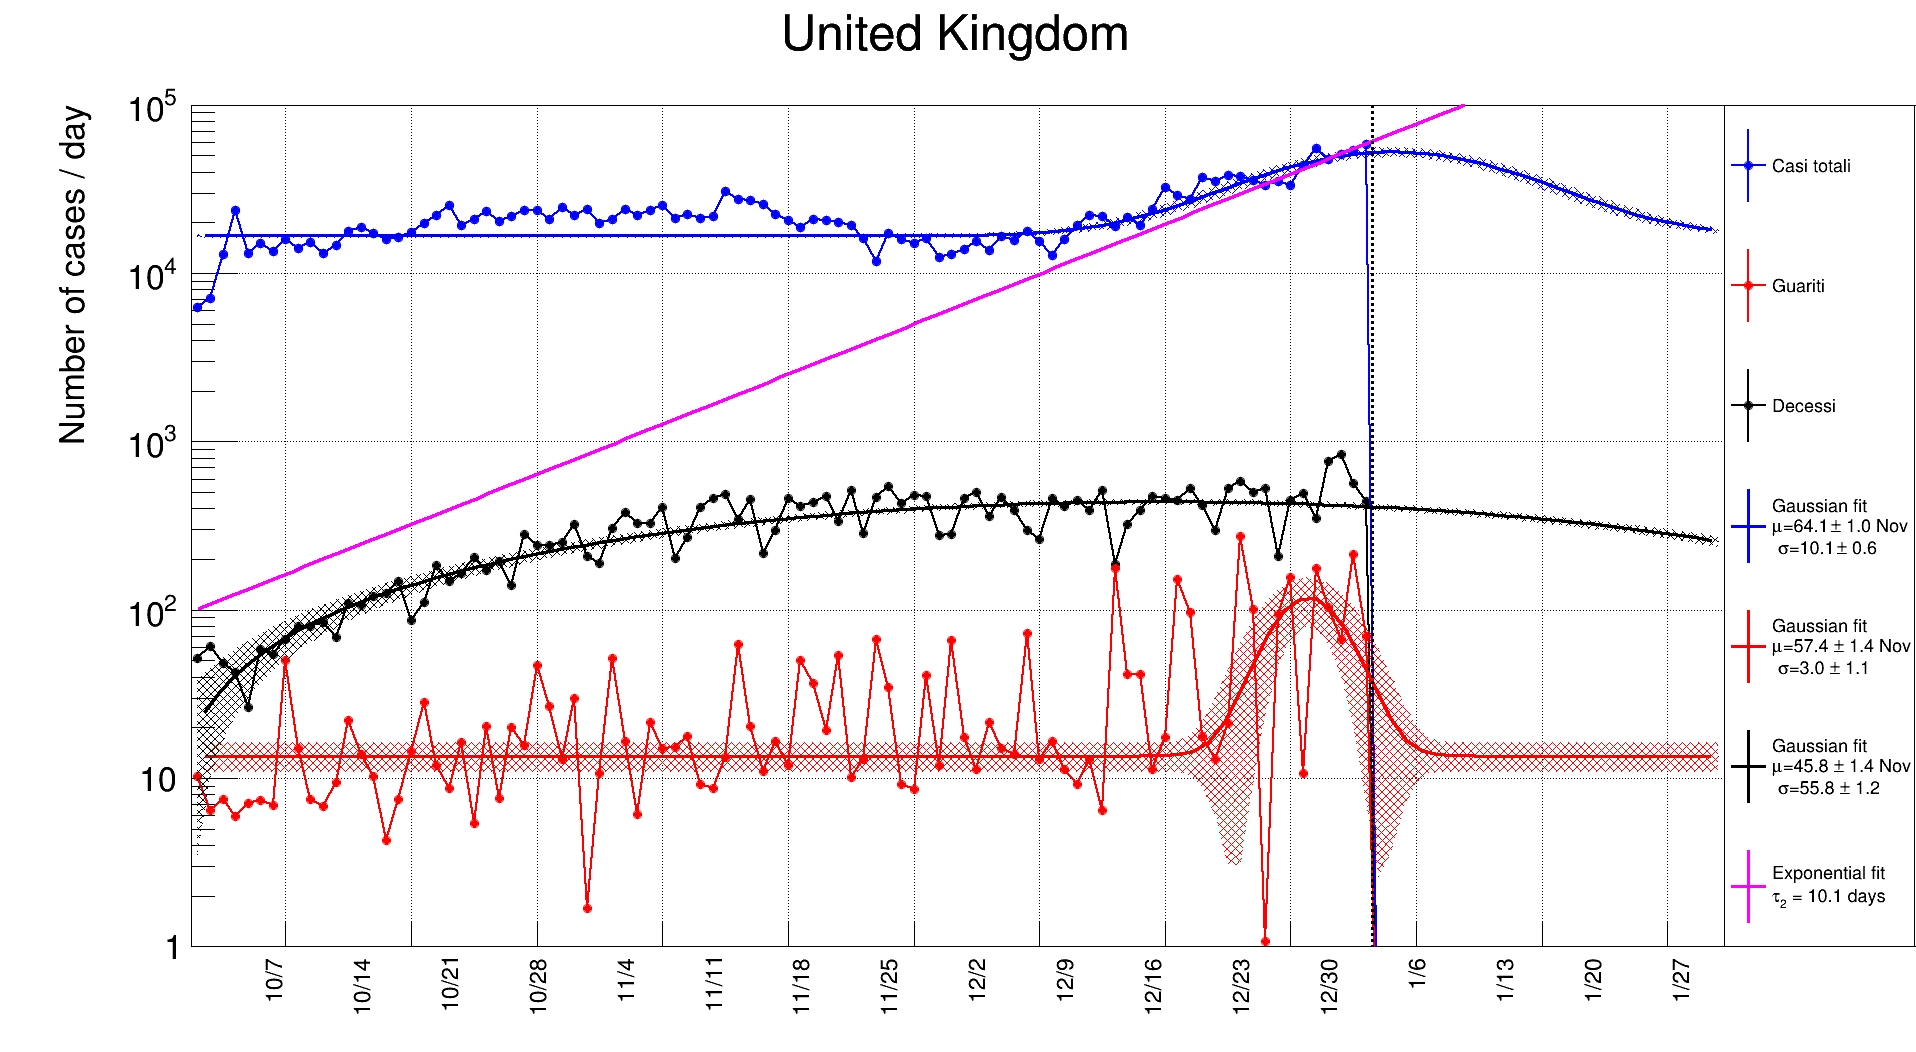 United Kingdom
Number of cases / day
10^5
10^4
10^3
10^2
10
1
10/7 10/14 10/21 10/28 11/4 11/11 11/18 11/25 12/2 12/9 12/16 12/23 12/30 1/6 1/13 1/20 1/27
Casi totali
Guariti
Decessi
Gaussian fit
μ=64.1 ± 1.0 Nov
σ=10.1 ± 0.6
Gaussian fit
μ=57.4 ± 1.4 Nov
σ=3.0 ± 1.1
Gaussian fit
μ=45.8 ± 1.4 Nov
σ=55.8 ± 1.2
Exponential fit
τ₂ = 10.1 days